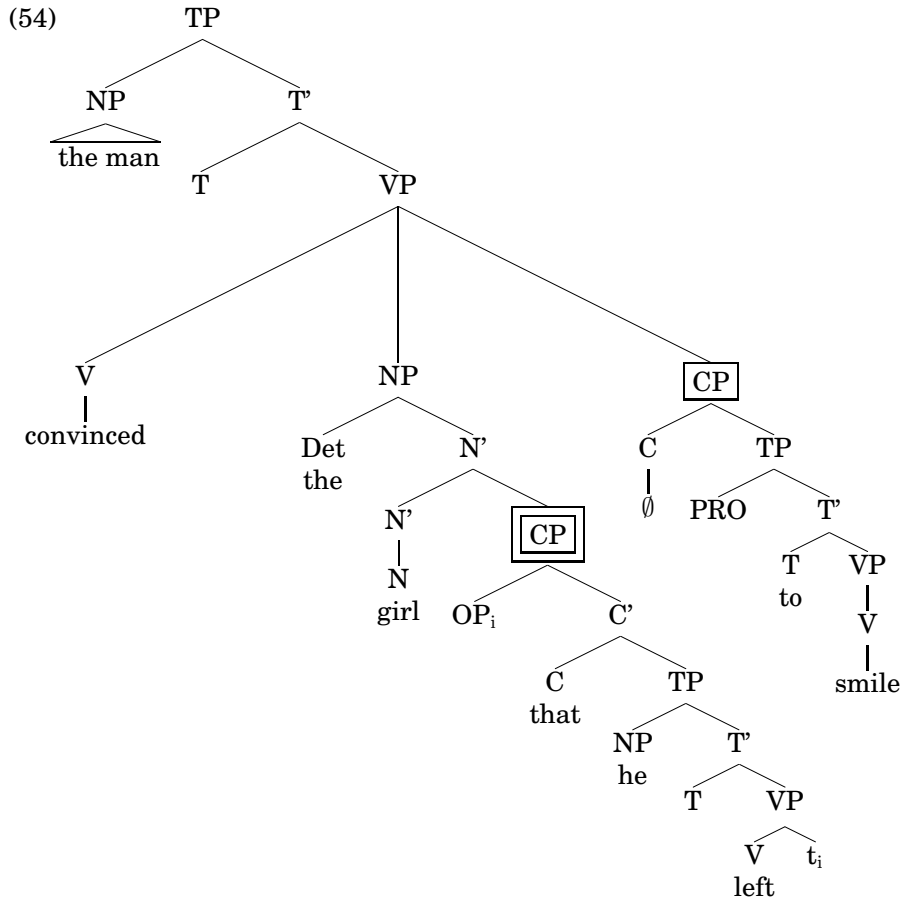 (54) TP
NP T'
the man
T VP
V NP CP
convinced Det N' C TP
the
N' CP ∅ PRO T'
N T VP
girl OPᵢ C' to
V
C TP smile
that
NP T'
he
T VP
V tᵢ
left